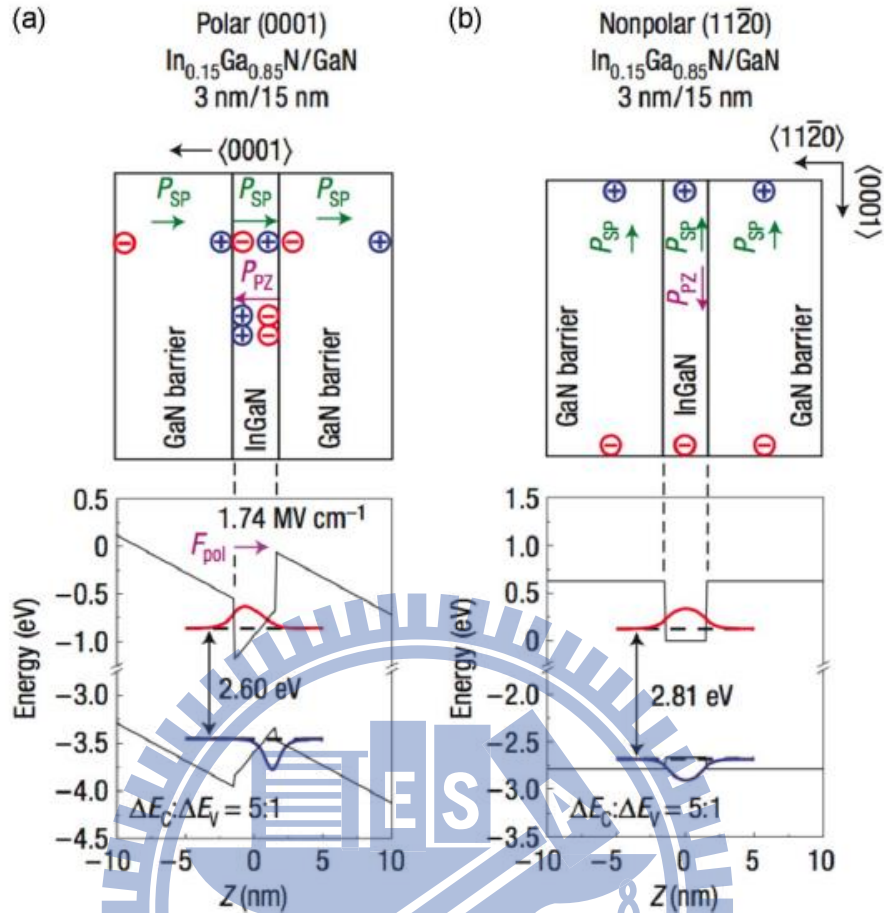 (a)
Polar (0001)
In0.15Ga0.85N/GaN
3 nm/15 nm
⟨0001⟩
PSP PSP PSP
− + − + − +
PPZ
+ −
+ −
GaN barrier
InGaN
GaN barrier
0.5
0
−0.5
−1.0
−3.0
−3.5
−4.0
−4.5
Energy (eV)
1.74 MV cm−1
Fpol
2.60 eV
ΔEC:ΔEV = 5:1
−10 −5 0 5 10
Z (nm)
(b)
Nonpolar (112̅0)
In0.15Ga0.85N/GaN
3 nm/15 nm
⟨112̅0⟩
⟨0001⟩
+ + +
PSP PSP PSP
PPZ
GaN barrier
InGaN
GaN barrier
− − −
1.5
1.0
0.5
0
−2.0
−2.5
−3.0
−3.5
Energy (eV)
2.81 eV
ΔEC:ΔEV = 5:1
−10 −5 0 5 10
Z (nm)
E S A
8